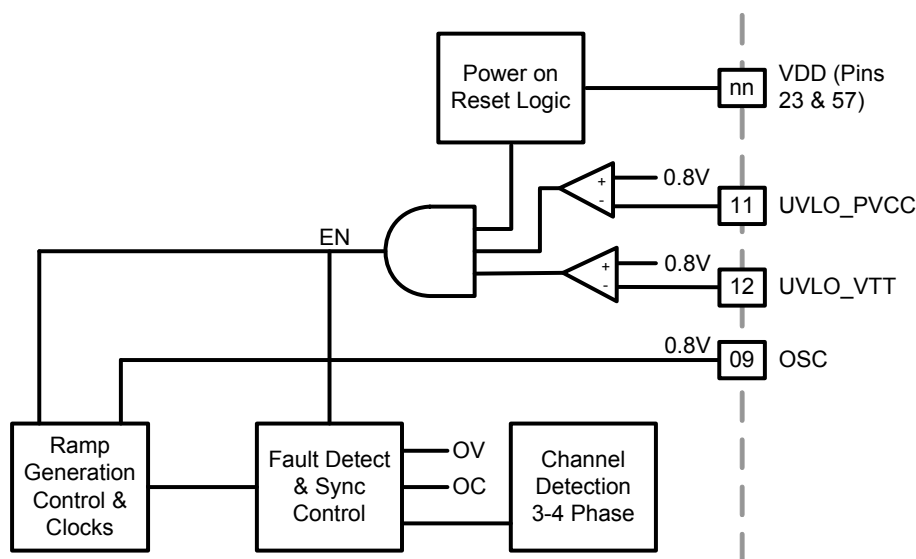 Power on
Reset Logic
nn
VDD (Pins
23 & 57)
+
-
0.8V
11
UVLO_PVCC
EN
+
-
0.8V
12
UVLO_VTT
0.8V
09
OSC
Ramp
Generation
Control &
Clocks
Fault Detect
& Sync
Control
OV
OC
Channel
Detection
3-4 Phase